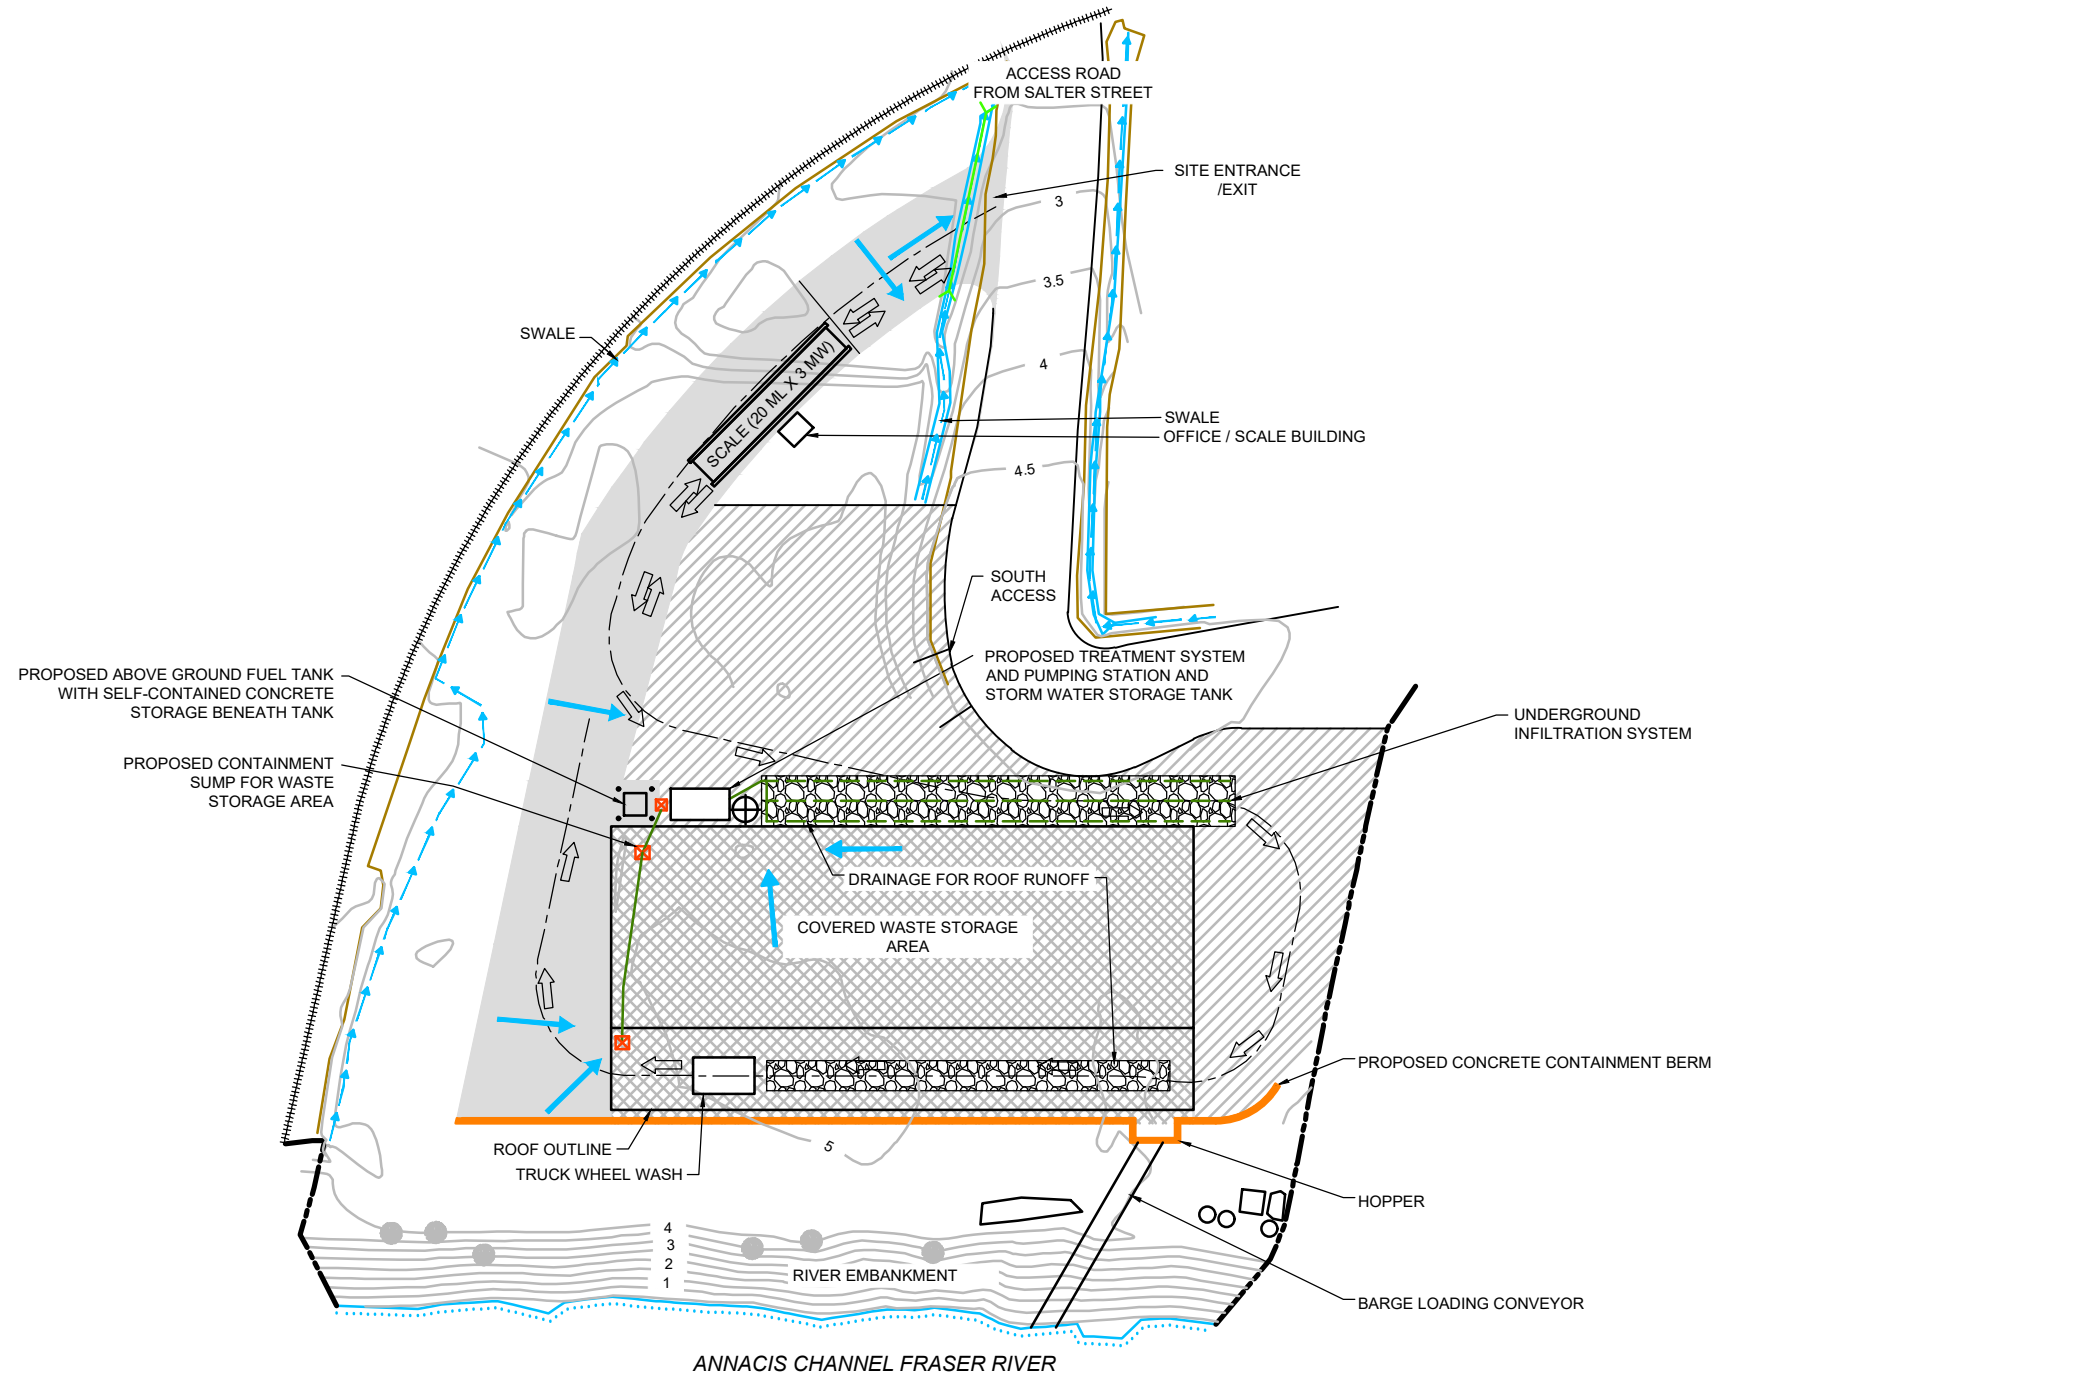 ACCESS ROAD
FROM SALTER STREET
SITE ENTRANCE
/EXIT
3
3.5
SWALE
SCALE (20 ML X 3 MW)
4
SWALE
OFFICE / SCALE BUILDING
4.5
SOUTH
ACCESS
PROPOSED TREATMENT SYSTEM
AND PUMPING STATION AND
STORM WATER STORAGE TANK
PROPOSED ABOVE GROUND FUEL TANK
WITH SELF-CONTAINED CONCRETE
STORAGE BENEATH TANK
UNDERGROUND
INFILTRATION SYSTEM
PROPOSED CONTAINMENT
SUMP FOR WASTE
STORAGE AREA
DRAINAGE FOR ROOF RUNOFF
COVERED WASTE STORAGE
AREA
PROPOSED CONCRETE CONTAINMENT BERM
ROOF OUTLINE
5
TRUCK WHEEL WASH
HOPPER
4
3
2
1
RIVER EMBANKMENT
BARGE LOADING CONVEYOR
ANNACIS CHANNEL FRASER RIVER